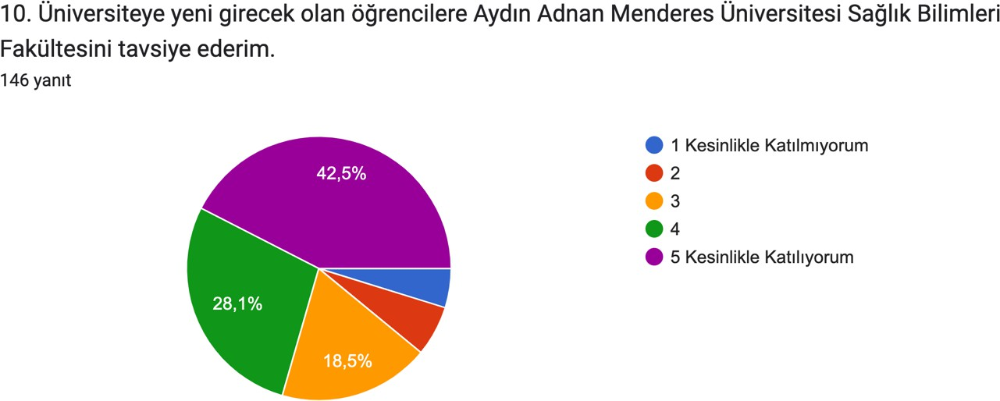 10. Üniversiteye yeni girecek olan öğrencilere Aydın Adnan Menderes Üniversitesi Sağlık Bilimleri
Fakültesini tavsiye ederim.
146 yanıt
42,5%
28,1%
18,5%
1 Kesinlikle Katılmıyorum
2
3
4
5 Kesinlikle Katılıyorum